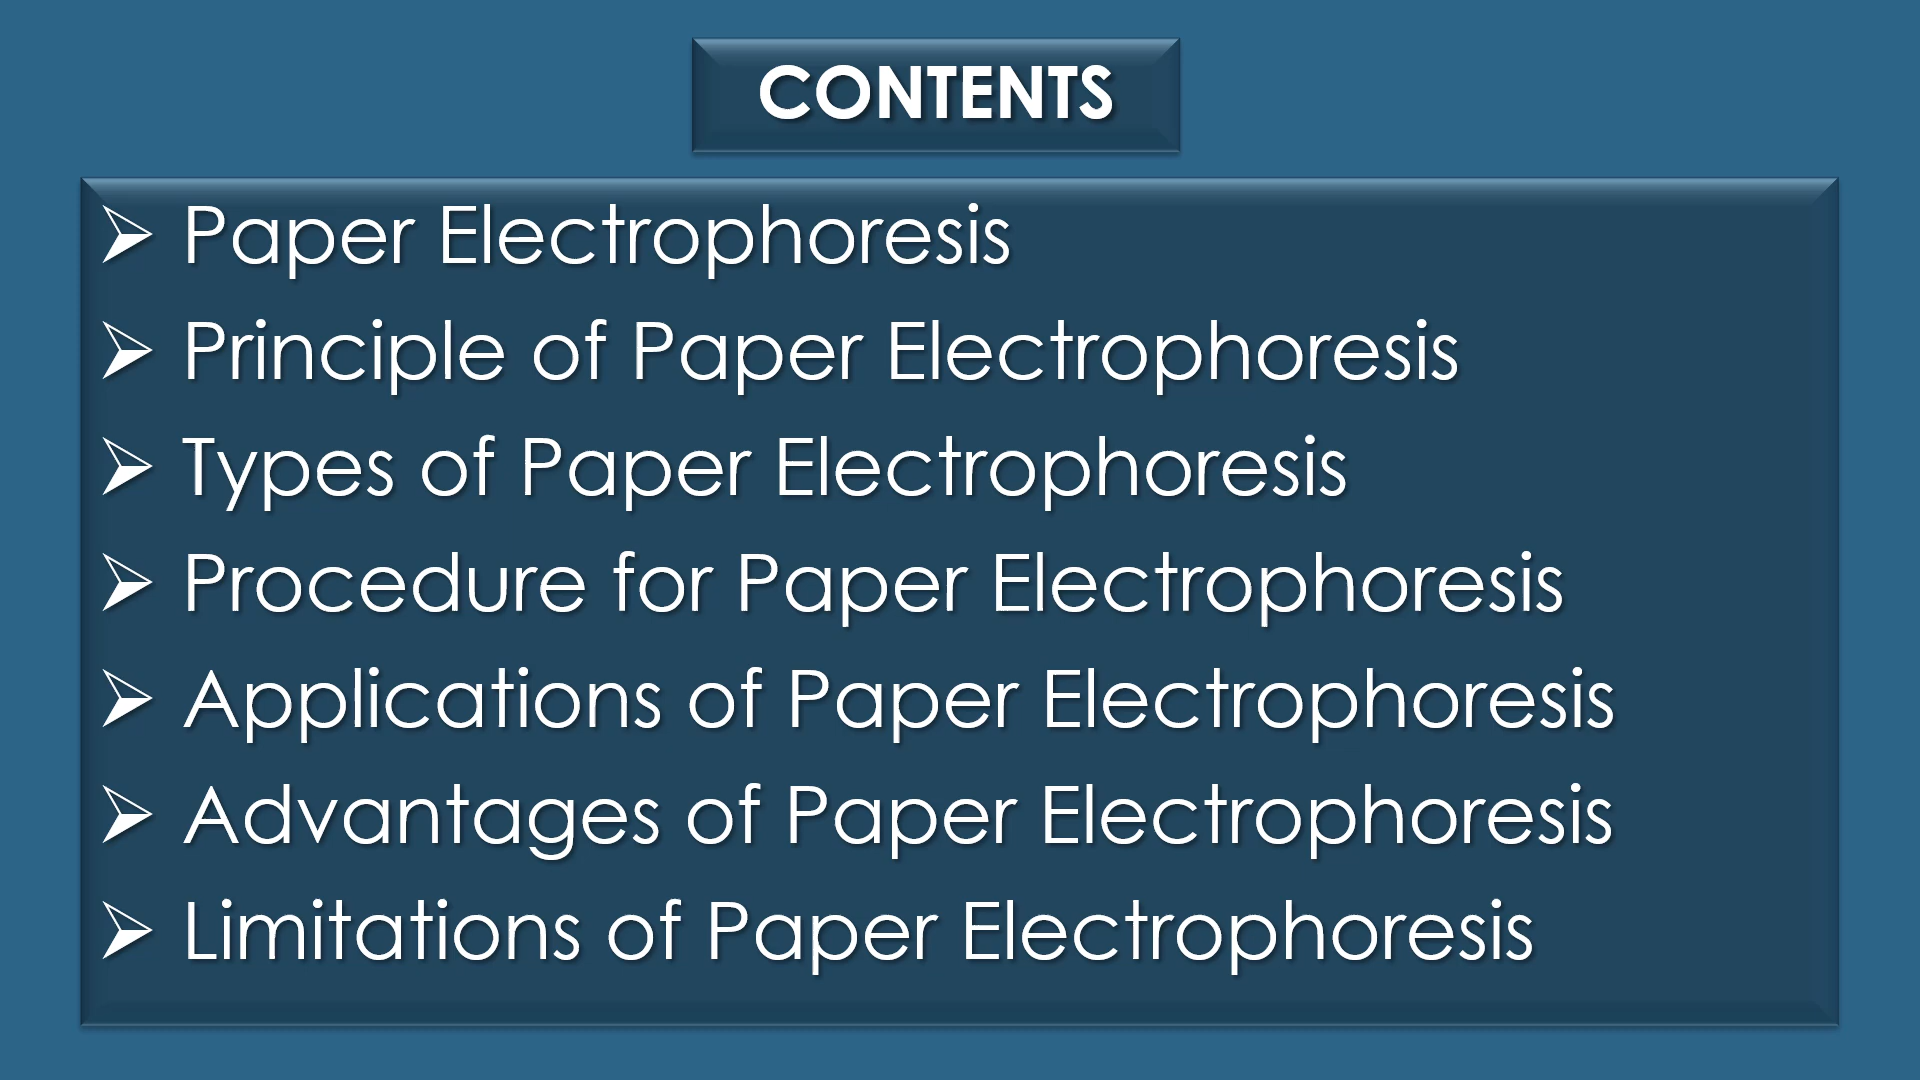 CONTENTS
➢ Paper Electrophoresis
➢ Principle of Paper Electrophoresis
➢ Types of Paper Electrophoresis
➢ Procedure for Paper Electrophoresis
➢ Applications of Paper Electrophoresis
➢ Advantages of Paper Electrophoresis
➢ Limitations of Paper Electrophoresis